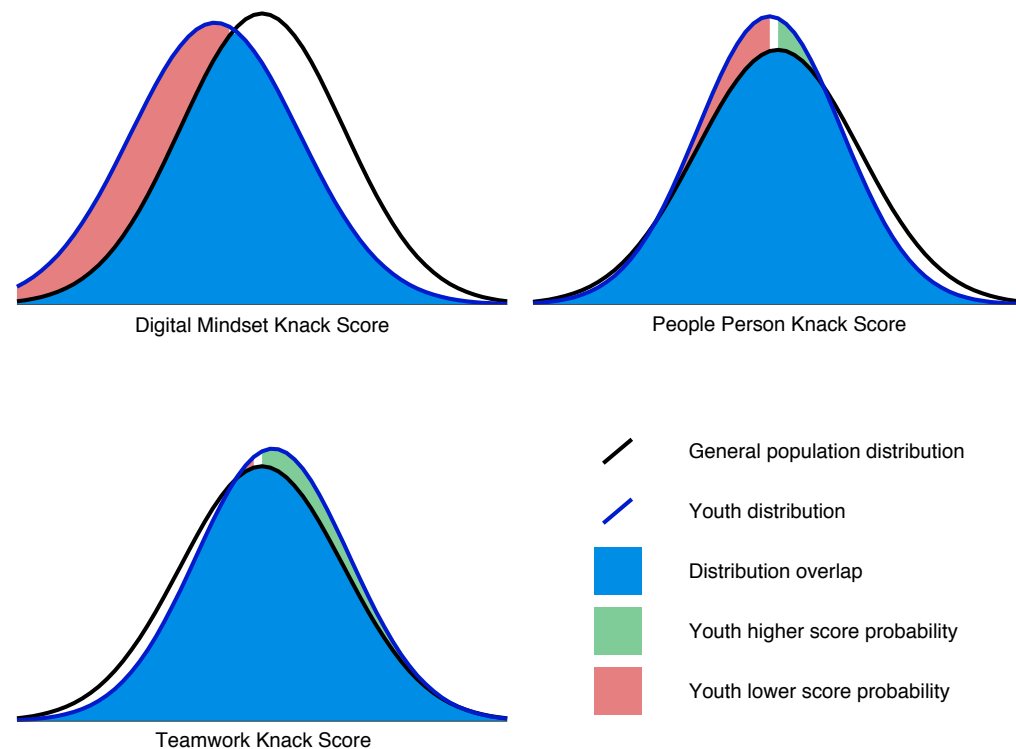 Digital Mindset Knack Score
People Person Knack Score
Teamwork Knack Score
General population distribution
Youth distribution
Distribution overlap
Youth higher score probability
Youth lower score probability